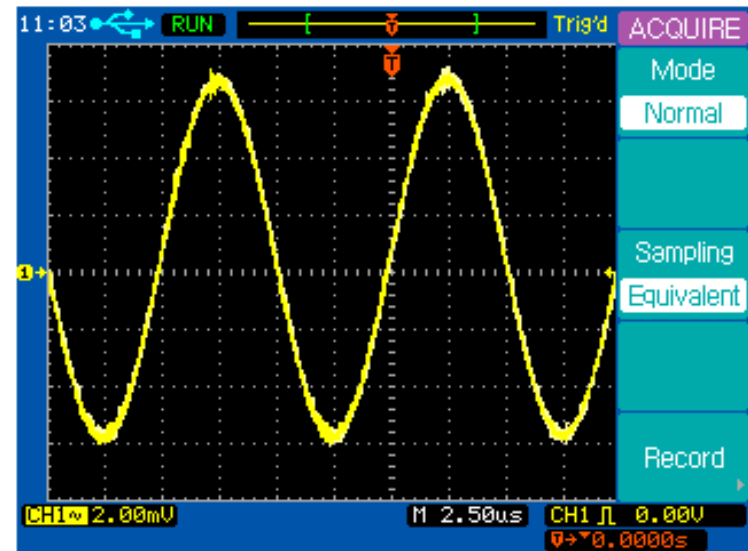 11:03 RUN Trig'd
ACQUIRE
T
Mode
Normal
1
Sampling
Equivalent
Record
CH1~ 2.00mV M 2.50us CH1 0.00V
0.0000s